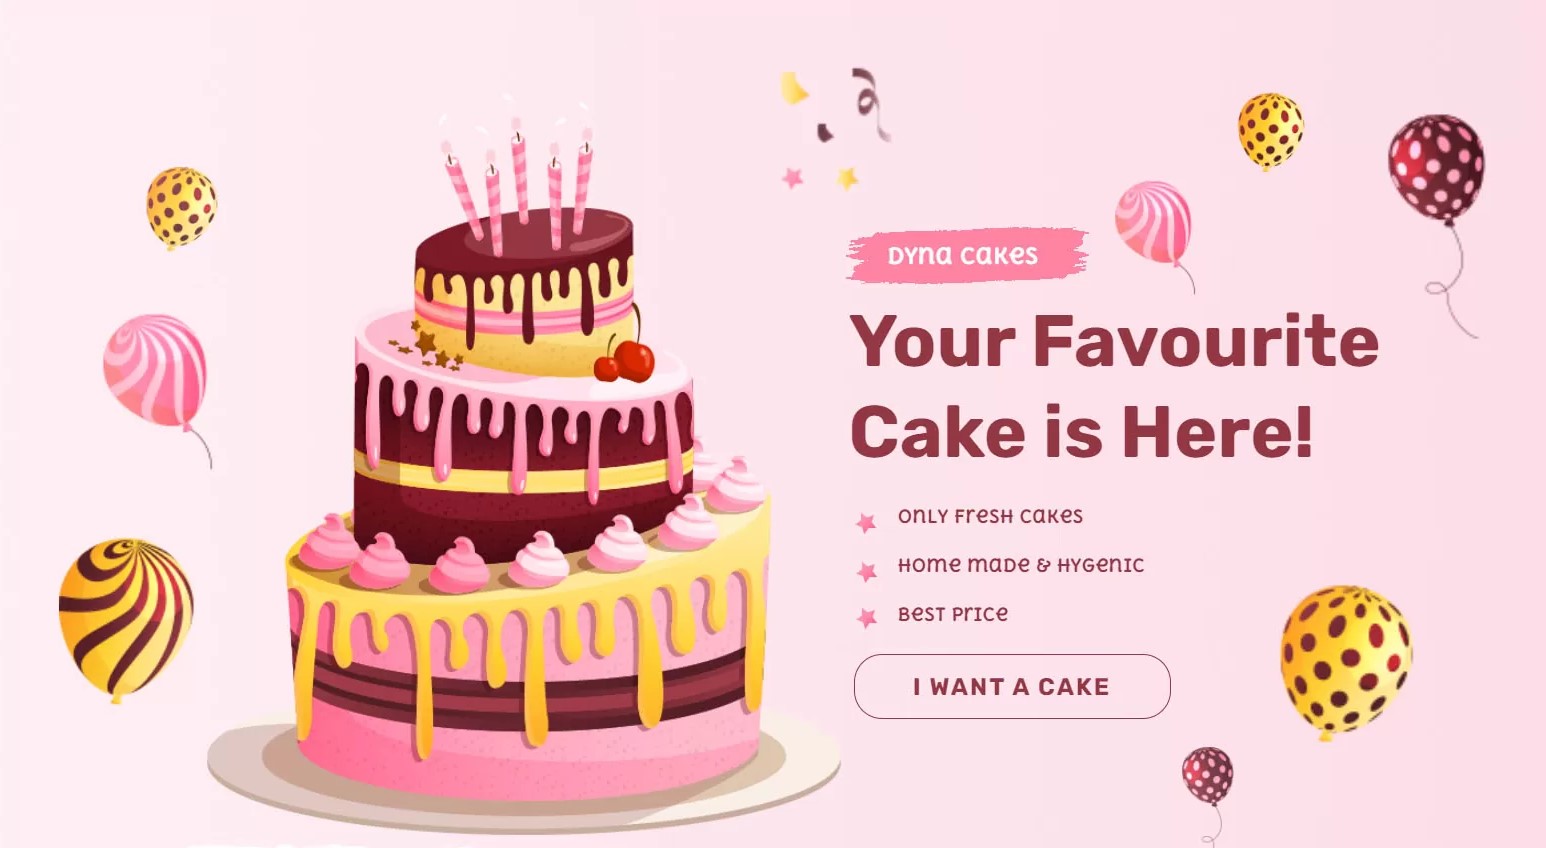 Dyna Cakes
Your Favourite
Cake is Here!
Only Fresh Cakes
Home made & Hygenic
Best Price
I WANT A CAKE